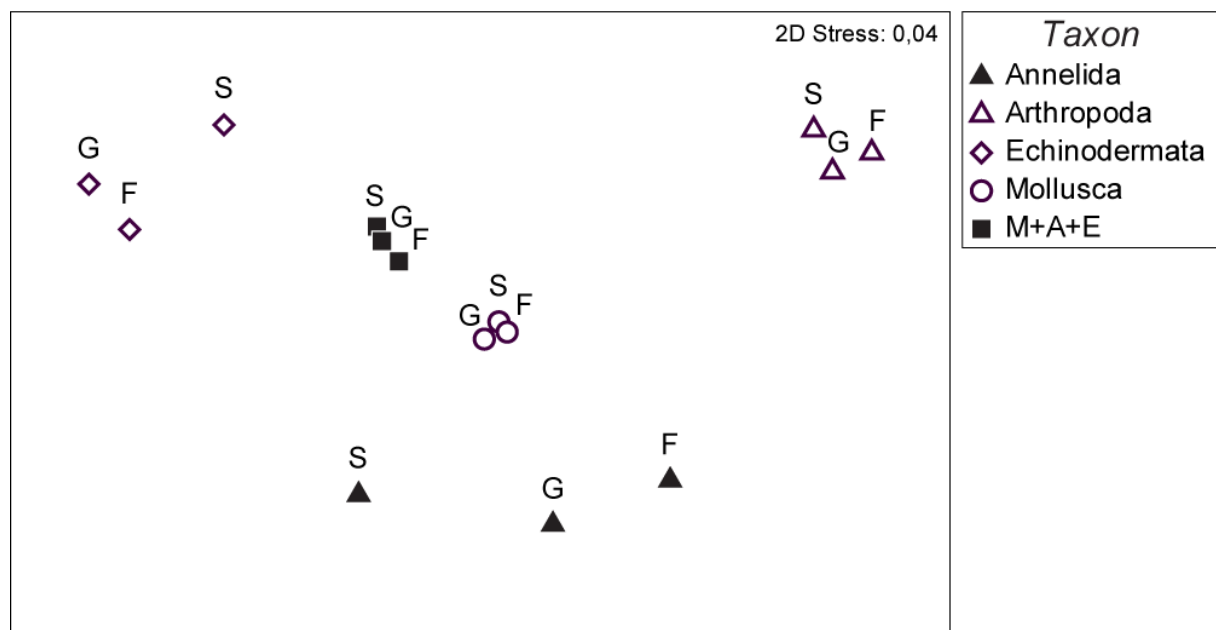 2D Stress: 0,04
S
G
F
S
G
F
S
G
F
S
G
F
S
G
F
Taxon
Annelida
Arthropoda
Echinodermata
Mollusca
M+A+E